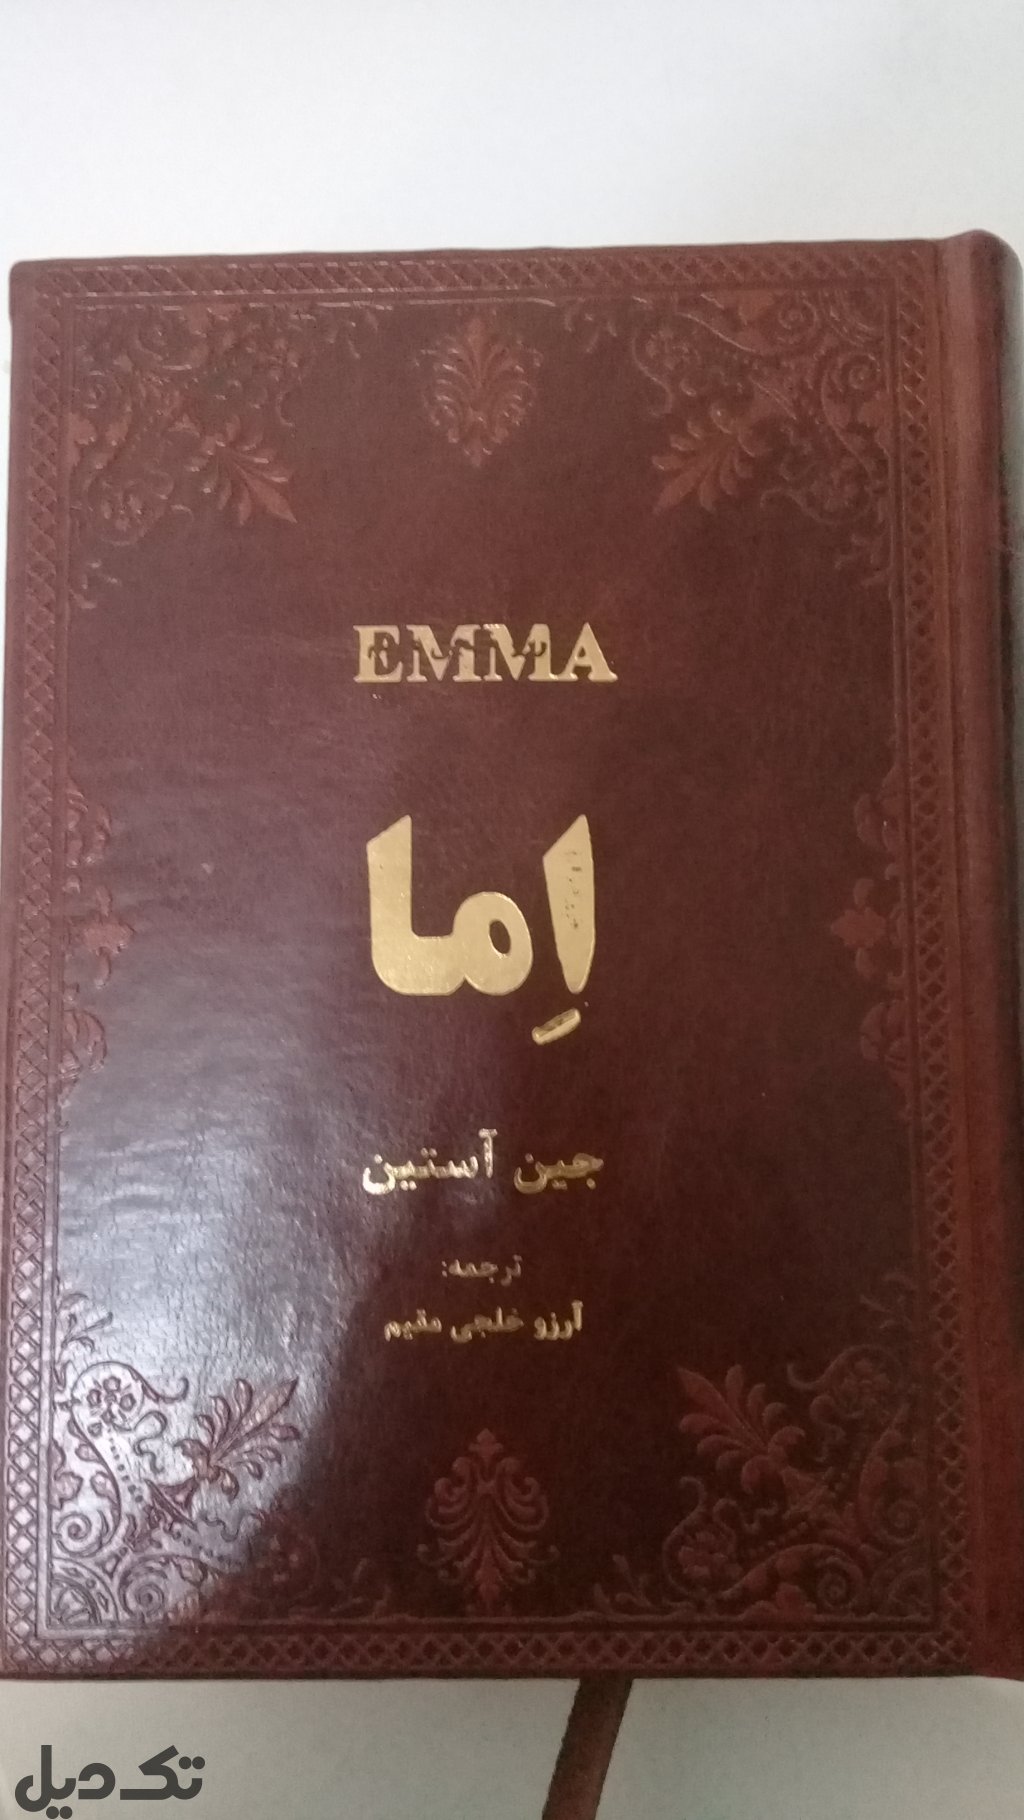 EMMA
اِما
جین آستین
ترجمه:
آرزو خلجی مقیم
تک دیل